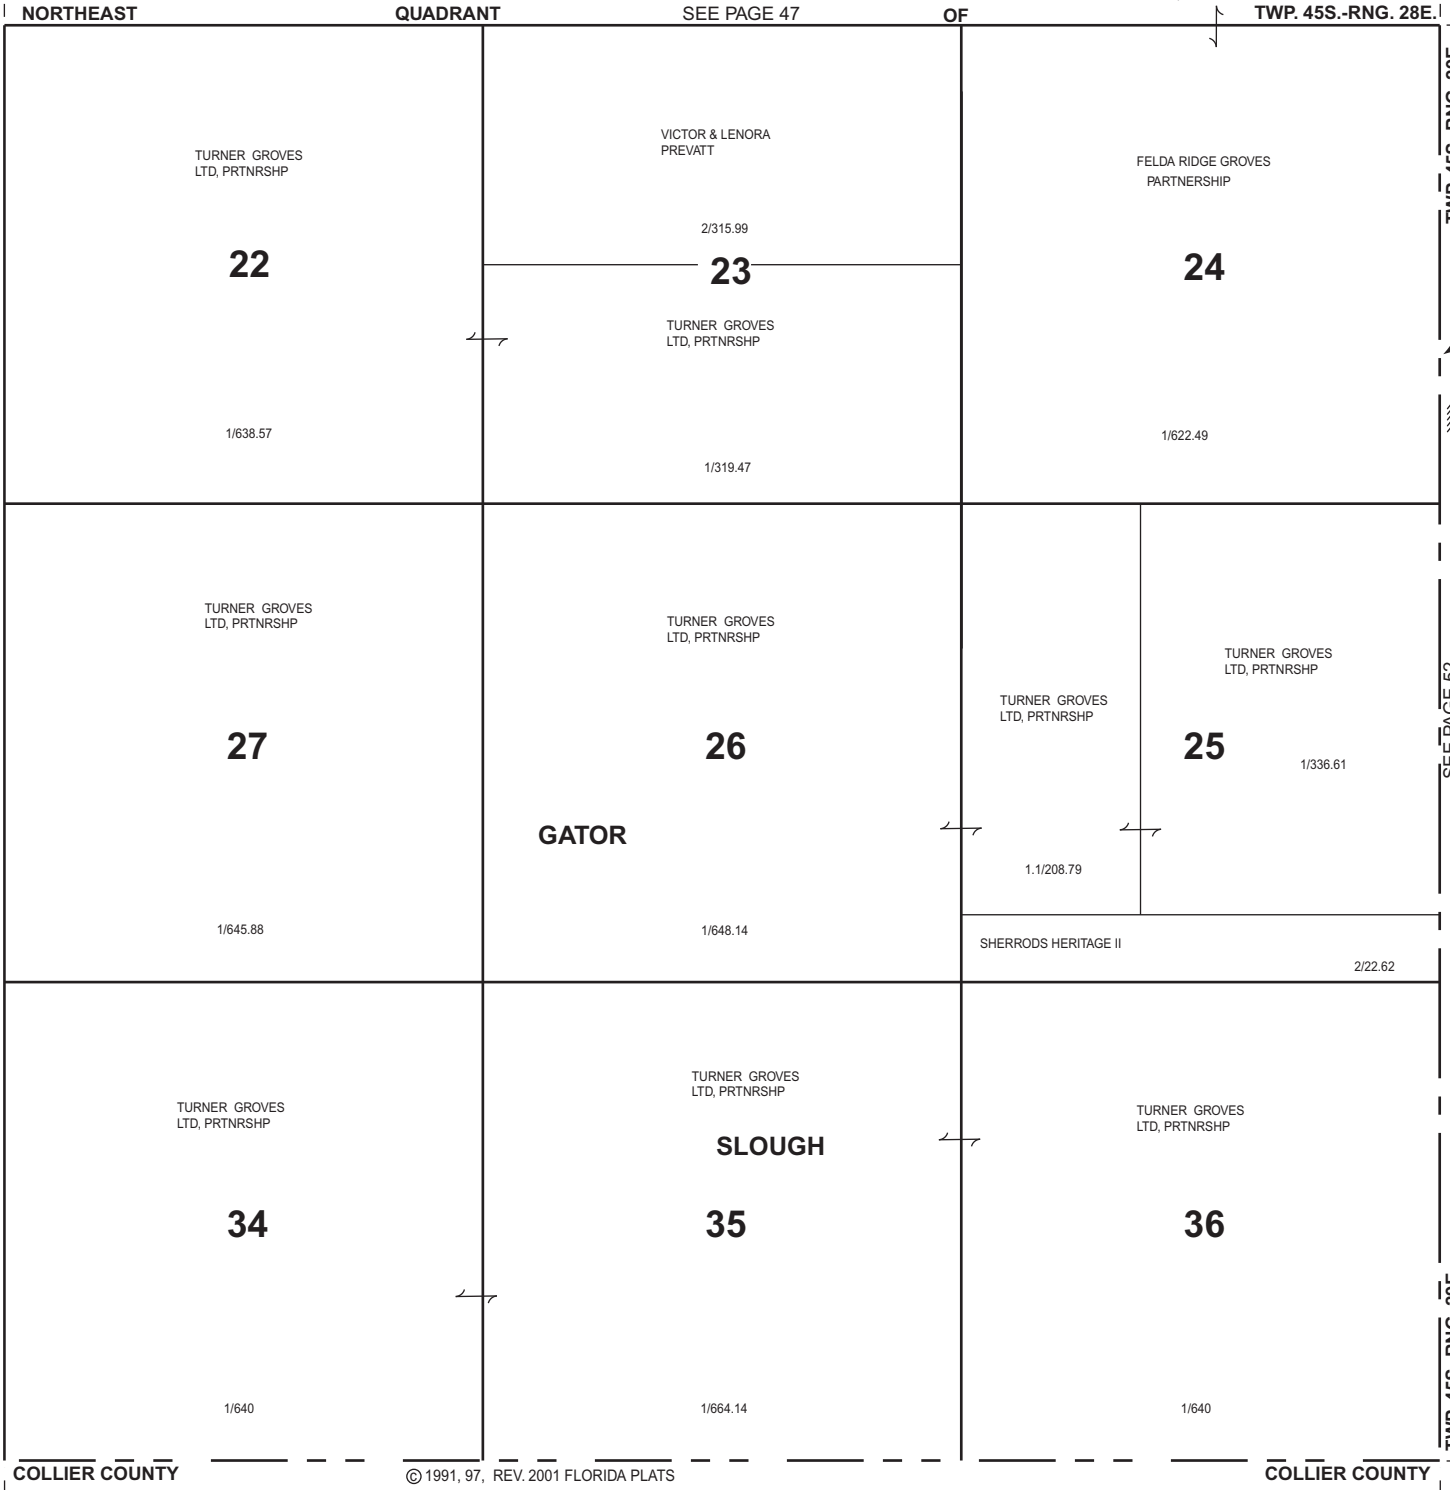 NORTHEAST QUADRANT SEE PAGE 47 OF TWP. 45S.-RNG. 28E.
TURNER GROVES
LTD, PRTNRSHP
22
1/638.57
VICTOR & LENORA
PREVATT
2/315.99
23
TURNER GROVES
LTD, PRTNRSHP
1/319.47
FELDA RIDGE GROVES
PARTNERSHIP
24
1/622.49
TURNER GROVES
LTD, PRTNRSHP
27
1/645.88
TURNER GROVES
LTD, PRTNRSHP
26
GATOR
1/648.14
TURNER GROVES
LTD, PRTNRSHP
1.1/208.79
TURNER GROVES
LTD, PRTNRSHP
25
1/336.61
SHERRODS HERITAGE II
2/22.62
TURNER GROVES
LTD, PRTNRSHP
34
1/640
TURNER GROVES
LTD, PRTNRSHP
SLOUGH
35
1/664.14
TURNER GROVES
LTD, PRTNRSHP
36
1/640
SEE PAGE
COLLIER COUNTY © 1991, 97, REV. 2001 FLORIDA PLATS COLLIER COUNTY